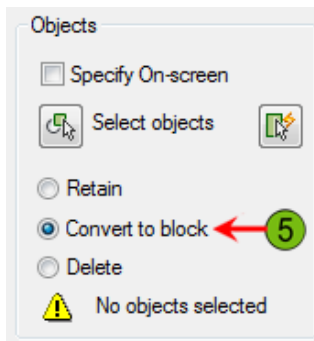 Objects
Specify On-screen
Select objects
Retain
Convert to block 5
Delete
No objects selected